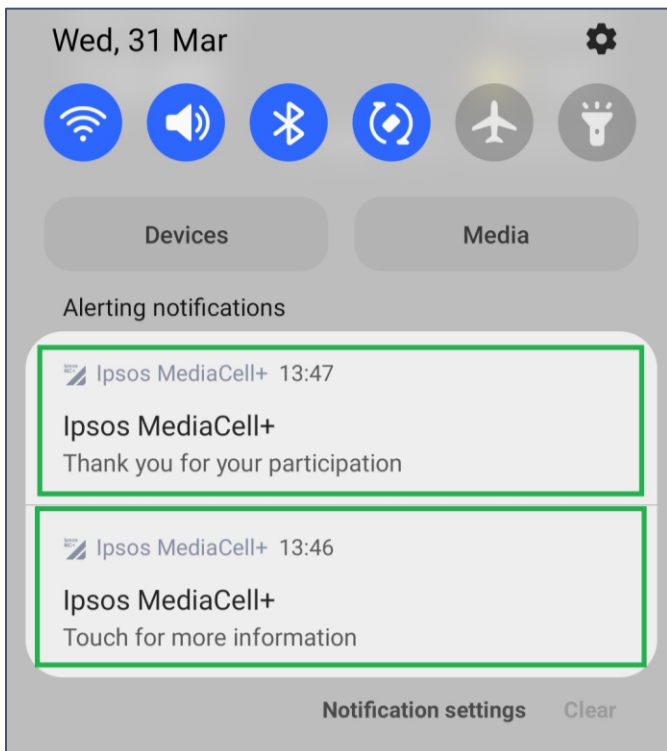 Wed, 31 Mar
Devices
Media
Alerting notifications
Ipsos MediaCell+ 13:47
Ipsos MediaCell+
Thank you for your participation
Ipsos MediaCell+ 13:46
Ipsos MediaCell+
Touch for more information
Notification settings
Clear